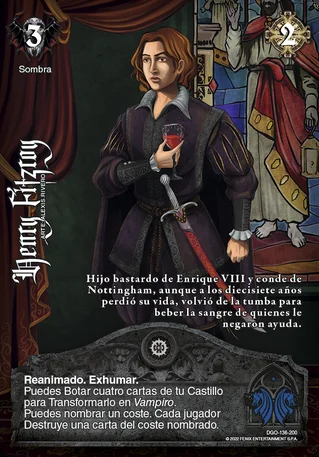 3
2
Sombra
Henry Fitzroy
ARTE: ALEXIS RIVERO
Hijo bastardo de Enrique VIII y conde de
Nottingham, aunque a los diecisiete años
perdió su vida, volvió de la tumba para
beber la sangre de quienes le
negaron ayuda.
Reanimado. Exhumar.
Puedes Botar cuatro cartas de tu Castillo
para Transformarlo en Vampiro.
Puedes nombrar un coste. Cada jugador
Destruye una carta del coste nombrado.
DGO-136-200
© 2022 FENIX ENTERTAINMENT S.P.A.